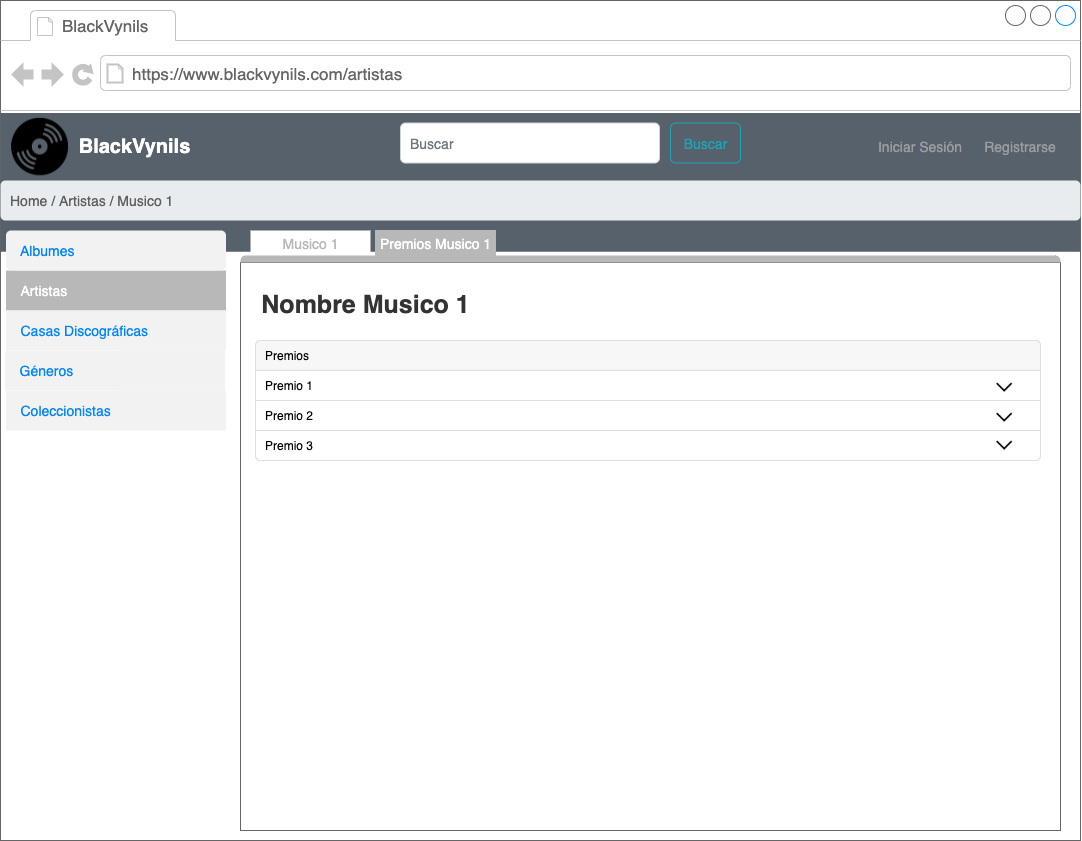 BlackVynils
https://www.blackvynils.com/artistas
BlackVynils
Buscar
Buscar
Iniciar Sesión
Registrarse
Home / Artistas / Musico 1
Albumes
Artistas
Casas Discográficas
Géneros
Coleccionistas
Musico 1
Premios Musico 1
Nombre Musico 1
Premios
Premio 1
Premio 2
Premio 3